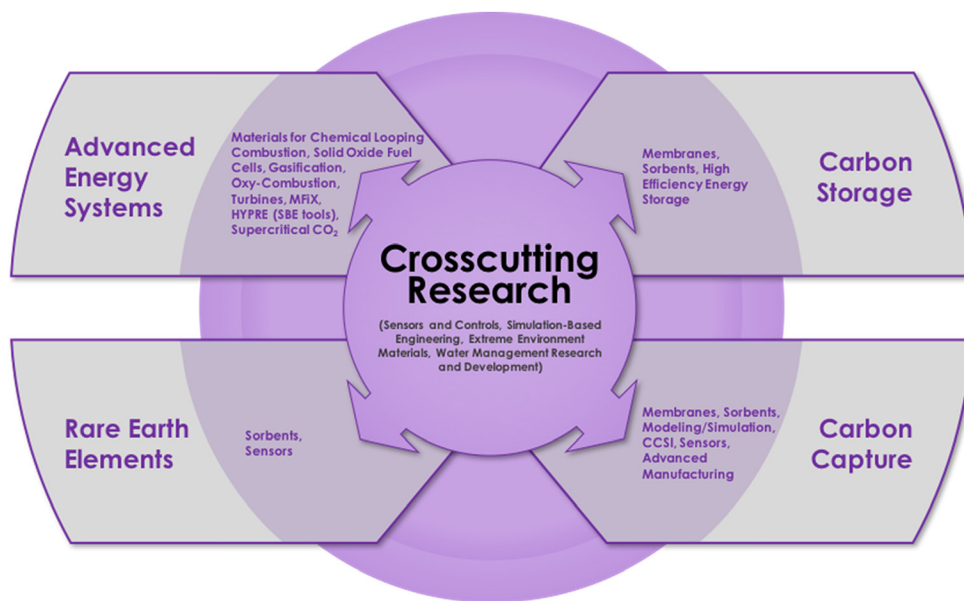 Advanced
Energy
Systems
Materials for Chemical Looping
Combustion, Solid Oxide Fuel
Cells, Gasification,
Oxy-Combustion,
Turbines, MFiX,
HYPRE (SBE tools),
Supercritical CO₂
Membranes,
Sorbents, High
Efficiency Energy
Storage
Carbon
Storage
Crosscutting
Research
(Sensors and Controls, Simulation-Based
Engineering, Extreme Environment
Materials, Water Management Research
and Development)
Rare Earth
Elements
Sorbents,
Sensors
Membranes, Sorbents,
Modeling/Simulation,
CCSI, Sensors,
Advanced
Manufacturing
Carbon
Capture